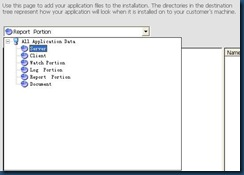 Use this page to add your application files to the installation. The directories in the destination
tree represent how your application will look when it is installed on to your customer's machine.
Report Portion
All Application Data
Server
Client
Watch Portion
Log Portion
Report Portion
Document
Name